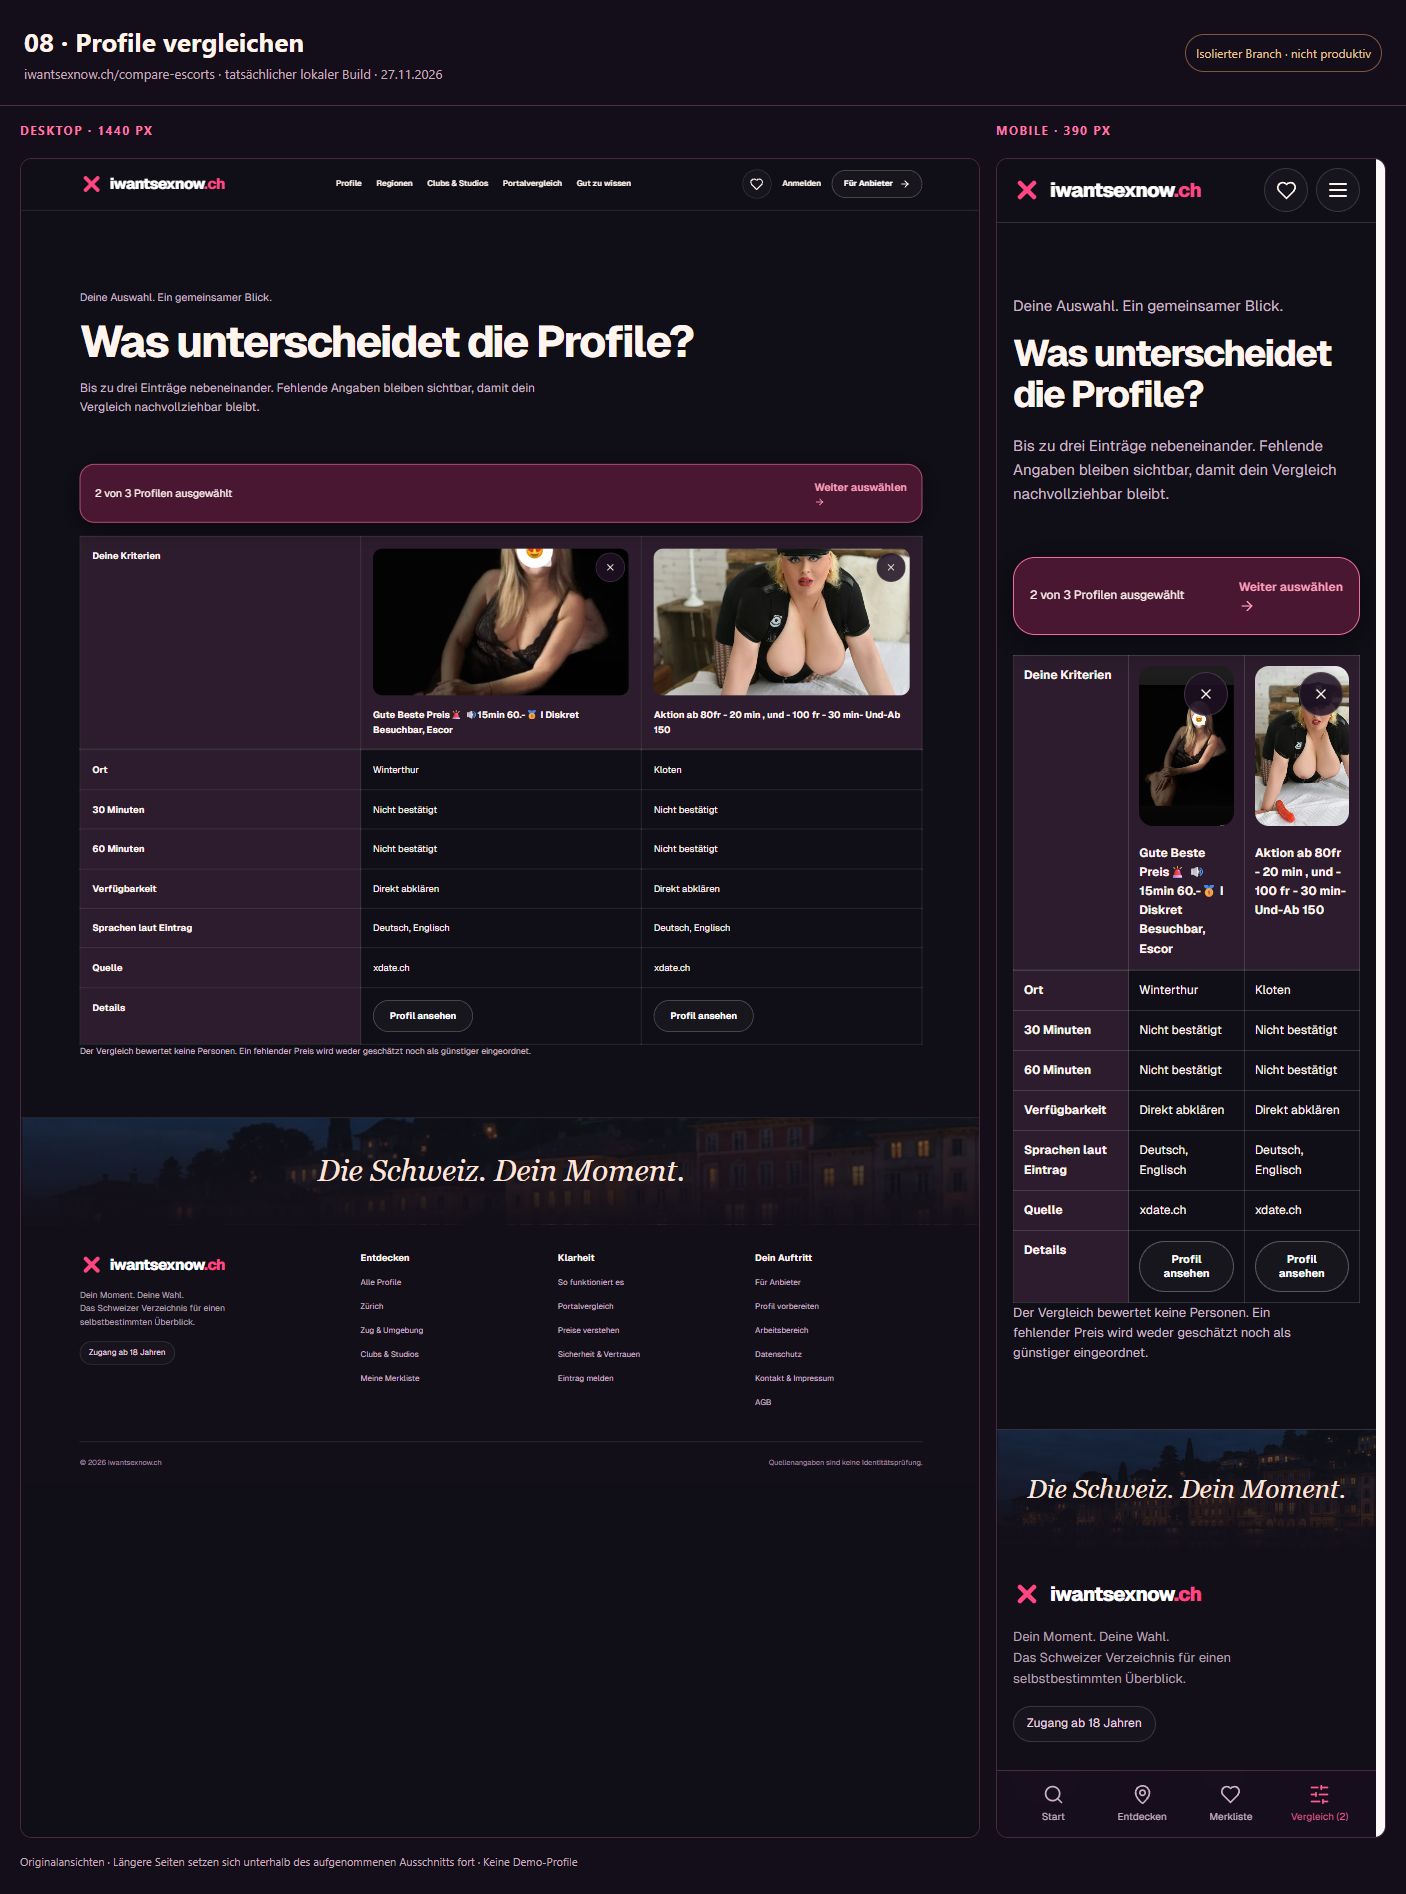 08 · Profile vergleichen
iwantsexnow.ch/compare-escorts · tatsächlicher lokaler Build · 27.11.2026
Isolierter Branch · nicht produktiv
DESKTOP · 1440 PX
iwantsexnow.ch
Profile
Regionen
Clubs & Studios
Portalvergleich
Gut zu wissen
Anmelden
Für Anbieter →
Deine Auswahl. Ein gemeinsamer Blick.
Was unterscheidet die Profile?
Bis zu drei Einträge nebeneinander. Fehlende Angaben bleiben sichtbar, damit dein
Vergleich nachvollziehbar bleibt.
2 von 3 Profilen ausgewählt
Weiter auswählen
→
Deine Kriterien
Gute Beste Preis🚨 🔊15min 60.-🏅 I Diskret
Besuchbar, Escor
Aktion ab 80fr - 20 min , und - 100 fr - 30 min- Und-Ab
150
Ort
Winterthur
Kloten
30 Minuten
Nicht bestätigt
Nicht bestätigt
60 Minuten
Nicht bestätigt
Nicht bestätigt
Verfügbarkeit
Direkt abklären
Direkt abklären
Sprachen laut Eintrag
Deutsch, Englisch
Deutsch, Englisch
Quelle
xdate.ch
xdate.ch
Details
Profil ansehen
Profil ansehen
Der Vergleich bewertet keine Personen. Ein fehlender Preis wird weder geschätzt noch als günstiger eingeordnet.
Die Schweiz. Dein Moment.
iwantsexnow.ch
Dein Moment. Deine Wahl.
Das Schweizer Verzeichnis für einen
selbstbestimmten Überblick.
Zugang ab 18 Jahren
Entdecken
Alle Profile
Zürich
Zug & Umgebung
Clubs & Studios
Meine Merkliste
Klarheit
So funktioniert es
Portalvergleich
Preise verstehen
Sicherheit & Vertrauen
Eintrag melden
Dein Auftritt
Für Anbieter
Profil vorbereiten
Arbeitsbereich
Datenschutz
Kontakt & Impressum
AGB
© 2026 iwantsexnow.ch
Quellenangaben sind keine Identitätsprüfung.
MOBILE · 390 PX
iwantsexnow.ch
Deine Auswahl. Ein gemeinsamer Blick.
Was unterscheidet
die Profile?
Bis zu drei Einträge nebeneinander. Fehlende
Angaben bleiben sichtbar, damit dein Vergleich
nachvollziehbar bleibt.
2 von 3 Profilen ausgewählt
Weiter auswählen
→
Deine Kriterien
Gute Beste
Preis🚨 🔊
15min 60.-🏅 I
Diskret
Besuchbar,
Escor
Aktion ab 80fr
- 20 min , und -
100 fr - 30 min-
Und-Ab 150
Ort
Winterthur
Kloten
30 Minuten
Nicht bestätigt
Nicht bestätigt
60 Minuten
Nicht bestätigt
Nicht bestätigt
Verfügbarkeit
Direkt abklären
Direkt abklären
Sprachen laut
Eintrag
Deutsch,
Englisch
Deutsch,
Englisch
Quelle
xdate.ch
xdate.ch
Details
Profil
ansehen
Profil
ansehen
Der Vergleich bewertet keine Personen. Ein
fehlender Preis wird weder geschätzt noch als
günstiger eingeordnet.
Die Schweiz. Dein Moment.
iwantsexnow.ch
Dein Moment. Deine Wahl.
Das Schweizer Verzeichnis für einen
selbstbestimmten Überblick.
Zugang ab 18 Jahren
Start
Entdecken
Merkliste
Vergleich (2)
Originalansichten · Längere Seiten setzen sich unterhalb des aufgenommenen Ausschnitts fort · Keine Demo-Profile